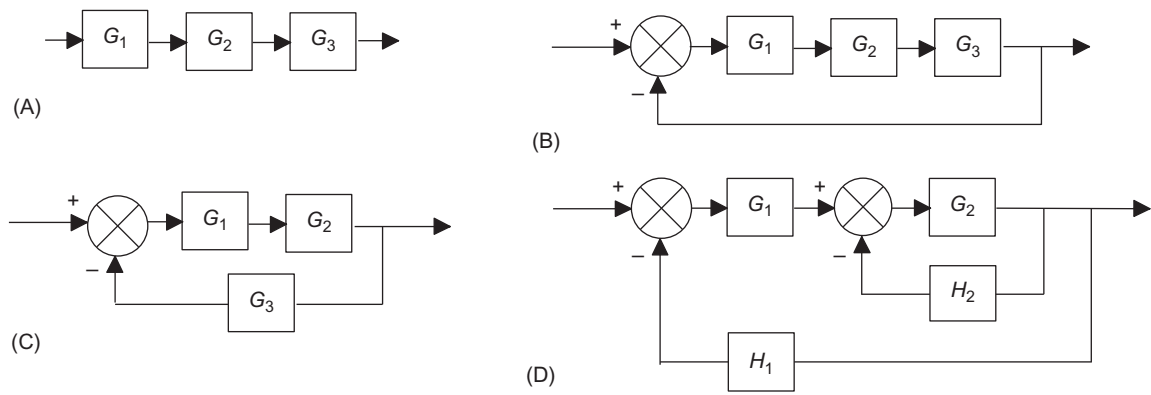 G1 G2 G3
(A)
+ G1 G2 G3
–
(B)
+ G1 G2
– G3
(C)
+ G1 + G2
– – H2
H1
(D)